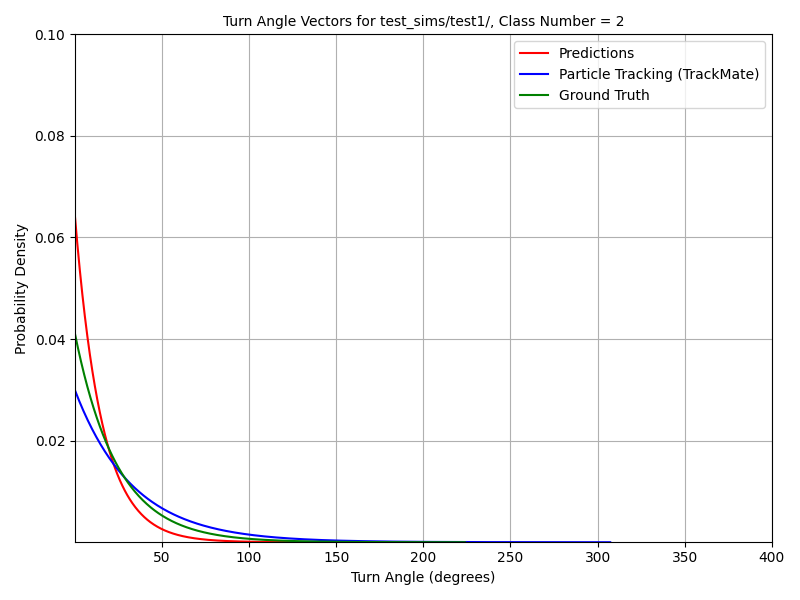 Turn Angle Vectors for test_sims/test1/, Class Number = 2
Predictions
Particle Tracking (TrackMate)
Ground Truth
Probability Density
0.10
0.08
0.06
0.04
0.02
50 100 150 200 250 300 350 400
Turn Angle (degrees)